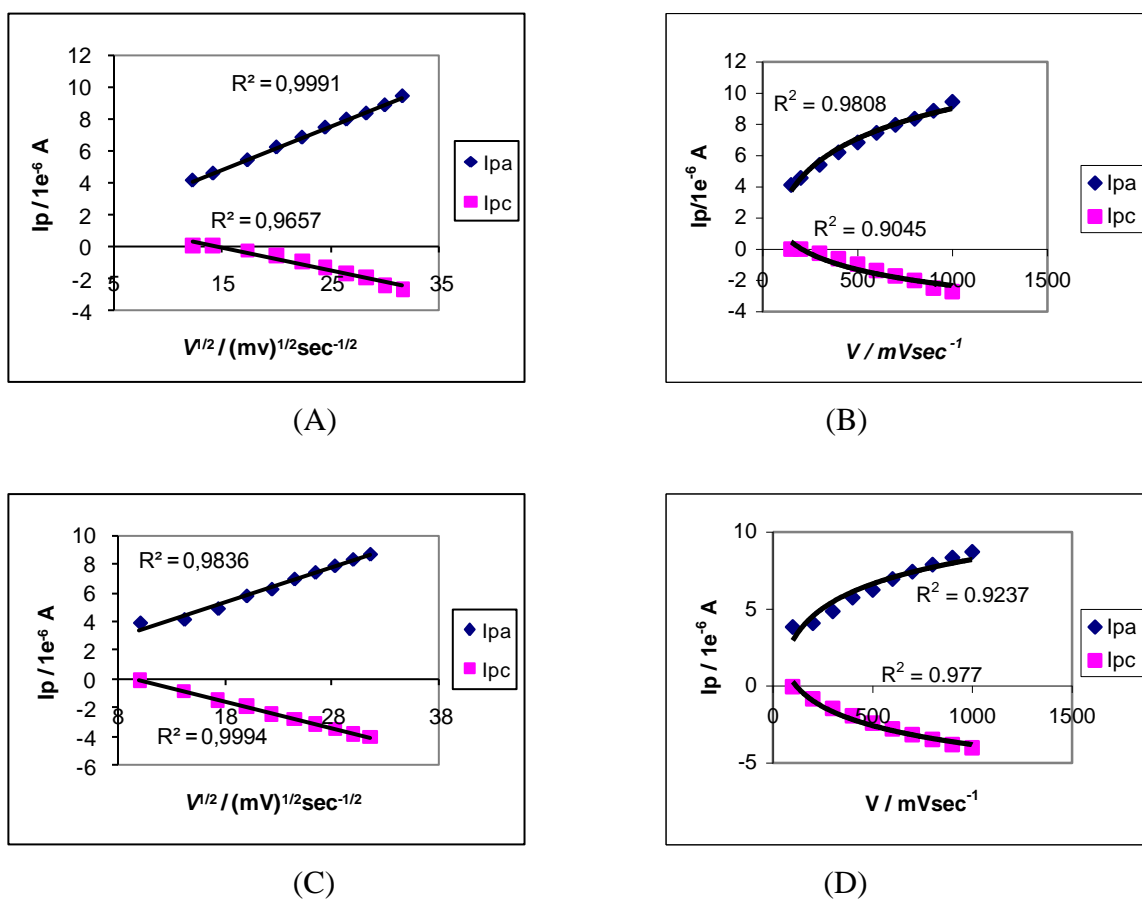 R² = 0,9991
12
10
8
6
4
2
0
-2
-4
Ip / 1e⁻⁶ A
R² = 0,9657
5
15
25
35
V¹/² / (mv)¹/²sec⁻¹/²
Ipa
Ipc
(A)
12
10
8
6
4
2
0
-2
-4
Ip/1e⁻⁶ A
R² = 0.9808
R² = 0.9045
0
500
1000
1500
V / mVsec⁻¹
Ipa
Ipc
(B)
10
8
6
4
2
0
-2
-4
-6
Ip / 1e⁻⁶ A
R² = 0,9836
8
18
28
38
R² = 0,9994
V¹/² / (mV)¹/²sec⁻¹/²
Ipa
Ipc
(C)
10
5
0
-5
Ip / 1e⁻⁶ A
R² = 0.9237
R² = 0.977
0
500
1000
1500
V / mVsec⁻¹
Ipa
Ipc
(D)